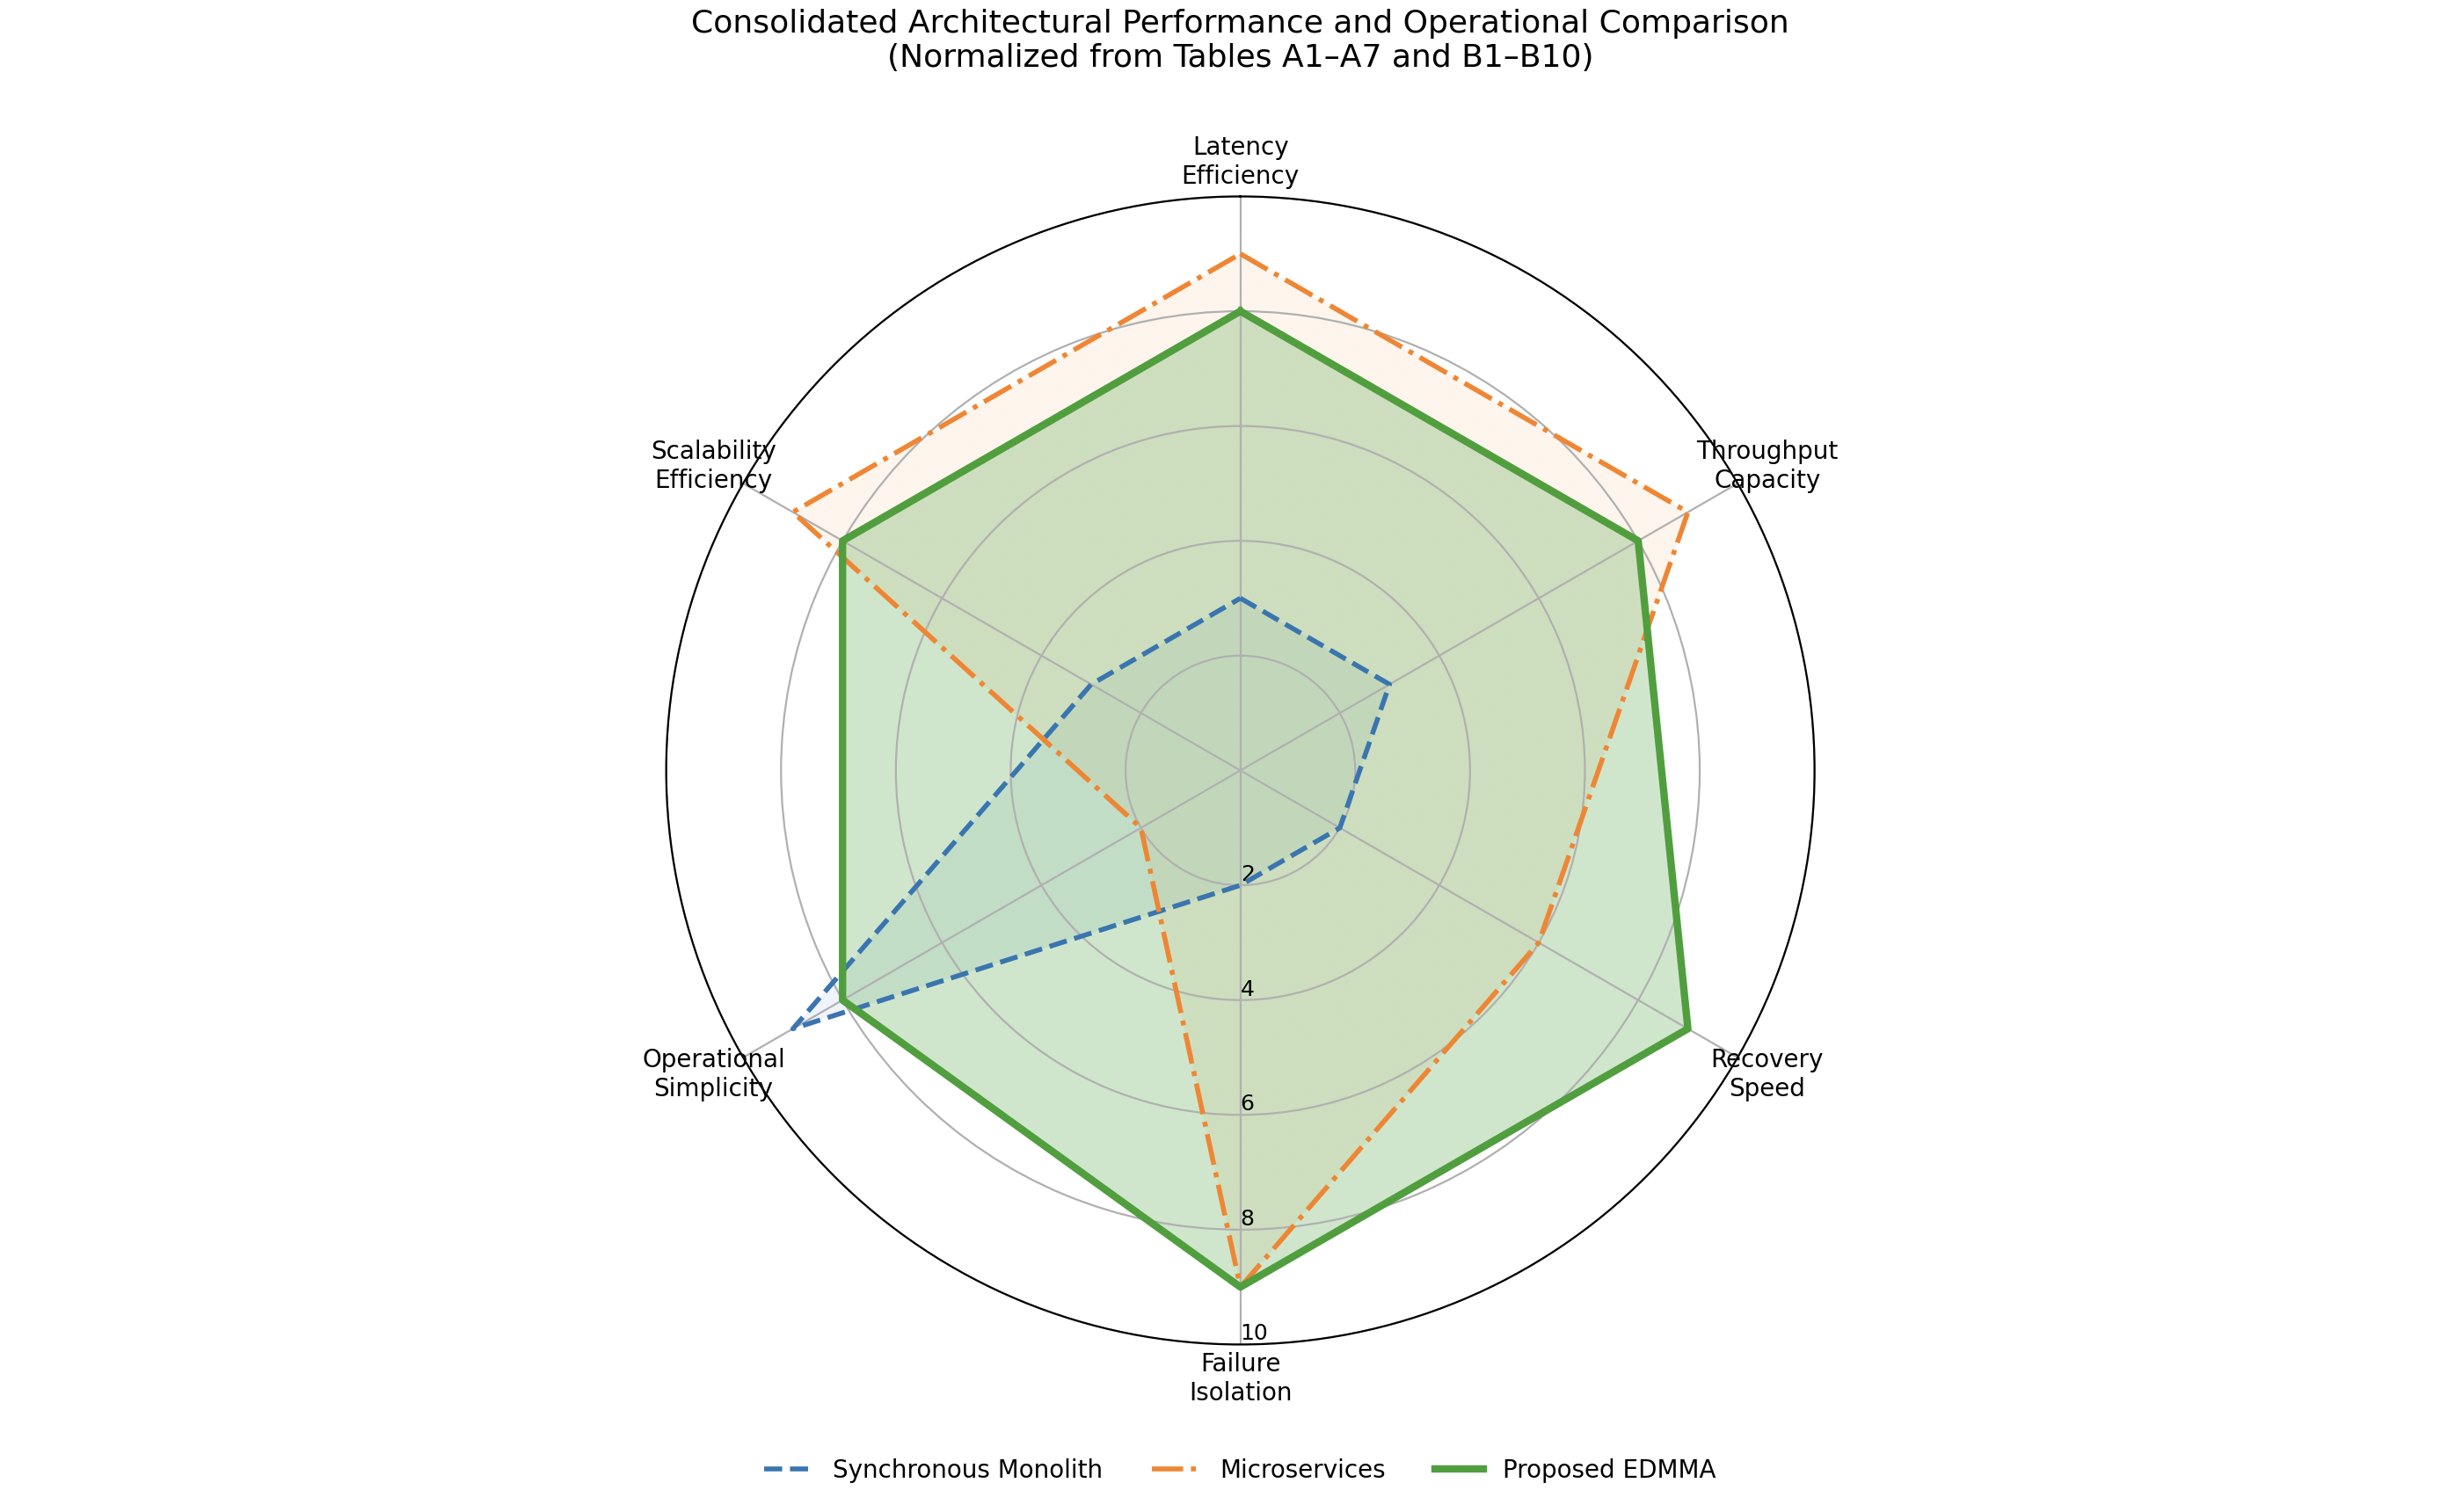 Consolidated Architectural Performance and Operational Comparison
(Normalized from Tables A1–A7 and B1–B10)
Latency
Efficiency
Scalability
Efficiency
Throughput
Capacity
2
4
6
8
10
Operational
Simplicity
Recovery
Speed
Failure
Isolation
Synchronous Monolith
Microservices
Proposed EDMMA